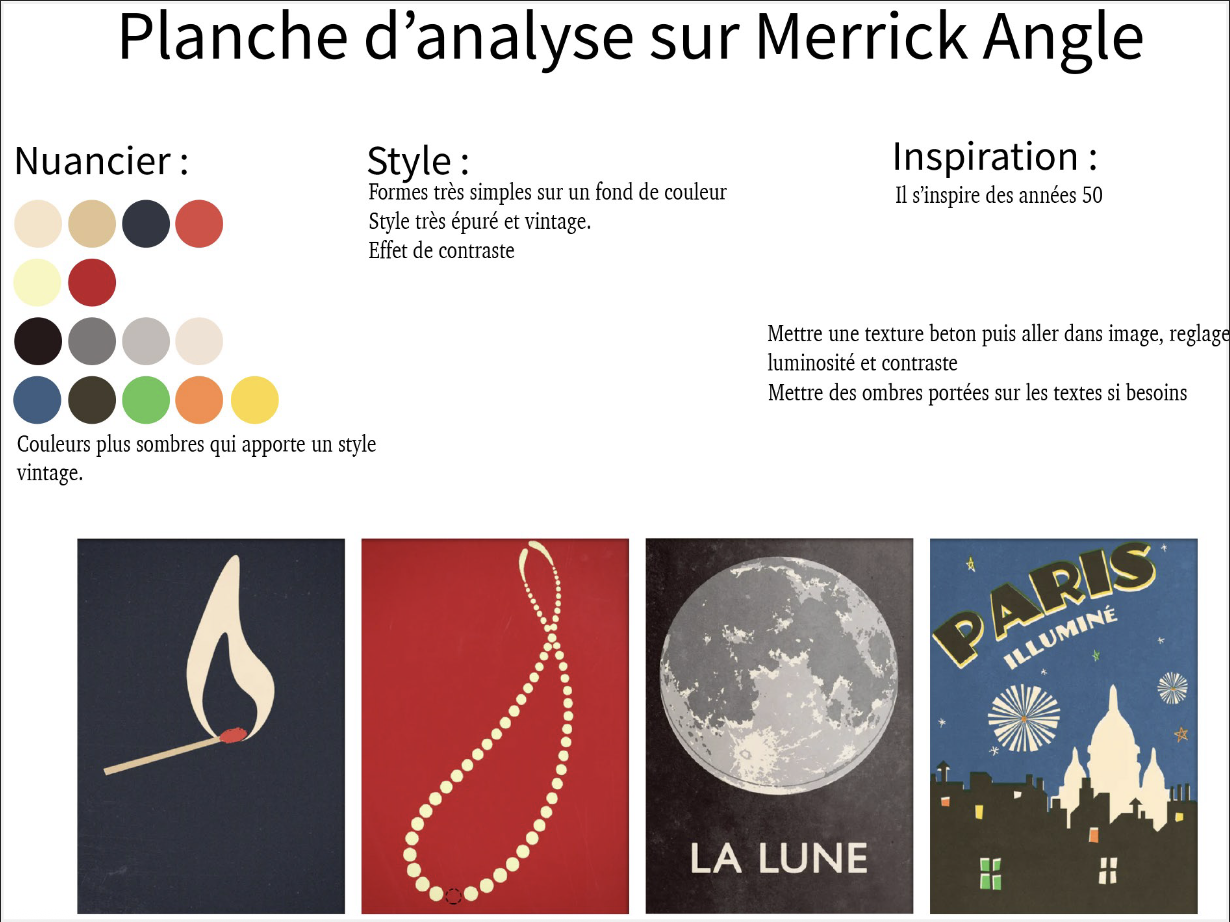 Planche d’analyse sur Merrick Angle
Nuancier :
Couleurs plus sombres qui apporte un style
vintage.
Style :
Formes très simples sur un fond de couleur
Style très épuré et vintage.
Effet de contraste
Inspiration :
Il s’inspire des années 50
Mettre une texture beton puis aller dans image, reglage
luminosité et contraste
Mettre des ombres portées sur les textes si besoins
LA LUNE
PARIS
ILLUMINÉ